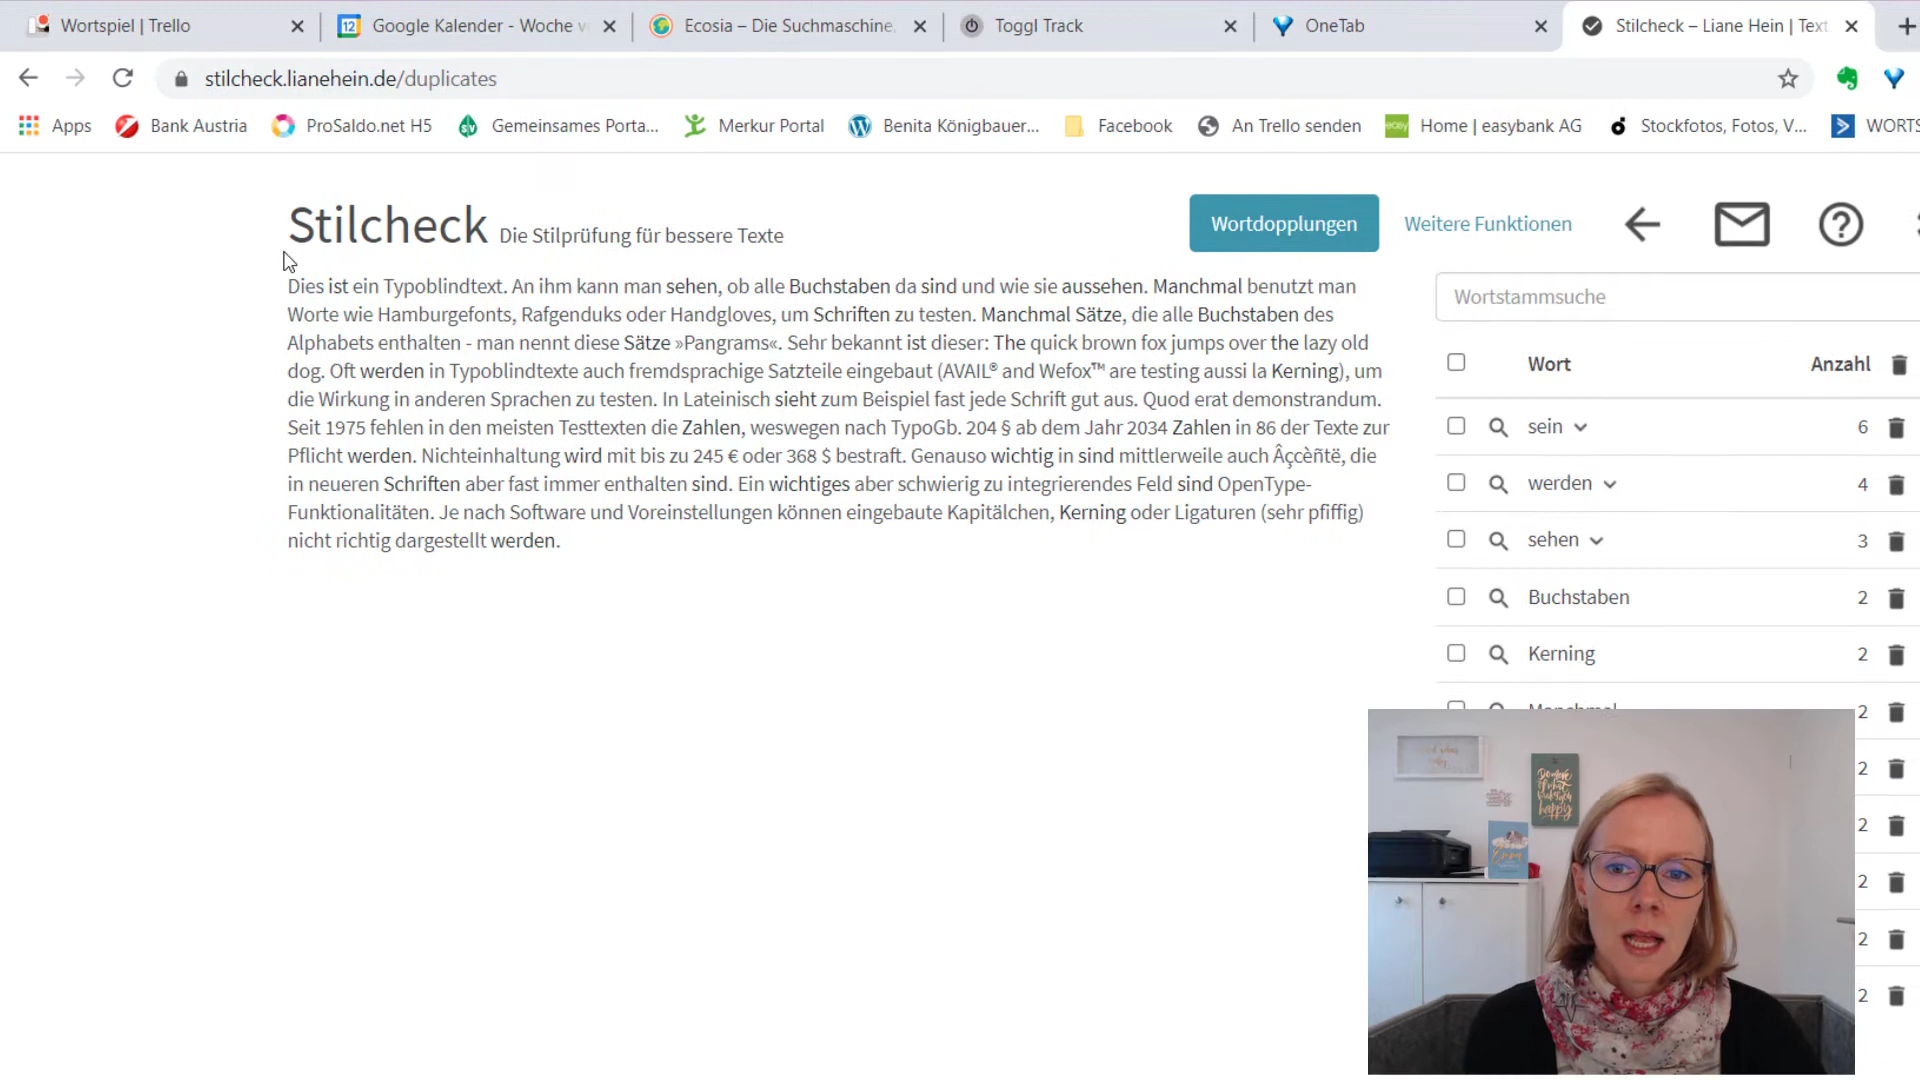 Wortspiel | Trello
Google Kalender - Woche v
Ecosia – Die Suchmaschine,
Toggl Track
OneTab
Stilcheck – Liane Hein | Text
stilcheck.lianehein.de/duplicates
Apps
Bank Austria
ProSaldo.net H5
Gemeinsames Porta...
Merkur Portal
Benita Königbauer...
Facebook
An Trello senden
Home | easybank AG
Stockfotos, Fotos, V...
WORTS
Stilcheck Die Stilprüfung für bessere Texte
Wortdopplungen
Weitere Funktionen
Dies ist ein Typoblindtext. An ihm kann man sehen, ob alle Buchstaben da sind und wie sie aussehen. Manchmal benutzt man
Worte wie Hamburgefonts, Rafgenduks oder Handgloves, um Schriften zu testen. Manchmal Sätze, die alle Buchstaben des
Alphabets enthalten - man nennt diese Sätze »Pangrams«. Sehr bekannt ist dieser: The quick brown fox jumps over the lazy old
dog. Oft werden in Typoblindtexte auch fremdsprachige Satzteile eingebaut (AVAIL® and Wefox™ are testing aussi la Kerning), um
die Wirkung in anderen Sprachen zu testen. In Lateinisch sieht zum Beispiel fast jede Schrift gut aus. Quod erat demonstrandum.
Seit 1975 fehlen in den meisten Testtexten die Zahlen, weswegen nach TypoGb. 204 § ab dem Jahr 2034 Zahlen in 86 der Texte zur
Pflicht werden. Nichteinhaltung wird mit bis zu 245 € oder 368 $ bestraft. Genauso wichtig in sind mittlerweile auch Âçcèñtë, die
in neueren Schriften aber fast immer enthalten sind. Ein wichtiges aber schwierig zu integrierendes Feld sind OpenType-
Funktionalitäten. Je nach Software und Voreinstellungen können eingebaute Kapitälchen, Kerning oder Ligaturen (sehr pfiffig)
nicht richtig dargestellt werden.
Wortstammsuche
Wort Anzahl
sein 6
werden 4
sehen 3
Buchstaben 2
Kerning 2
Manchmal 2
2
2
2
2
2
Do more
of what
makes you
happy